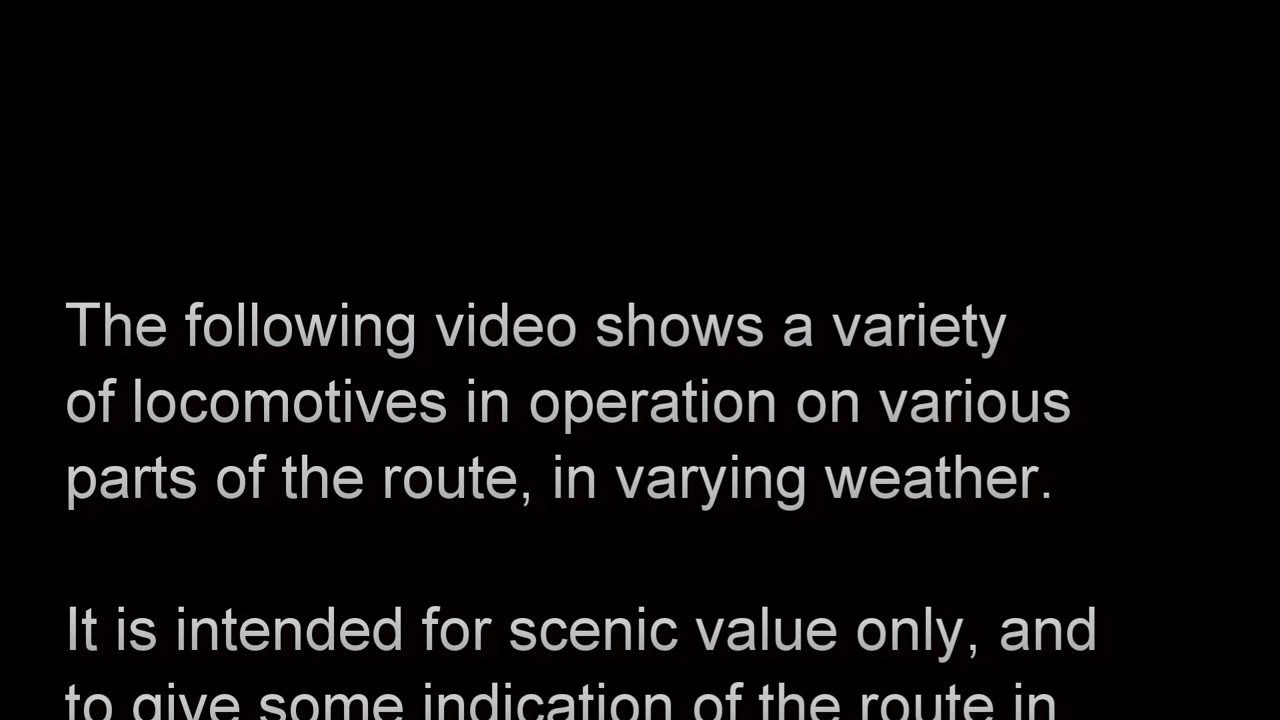 The following video shows a variety
of locomotives in operation on various
parts of the route, in varying weather.
It is intended for scenic value only, and
to give some indication of the route in